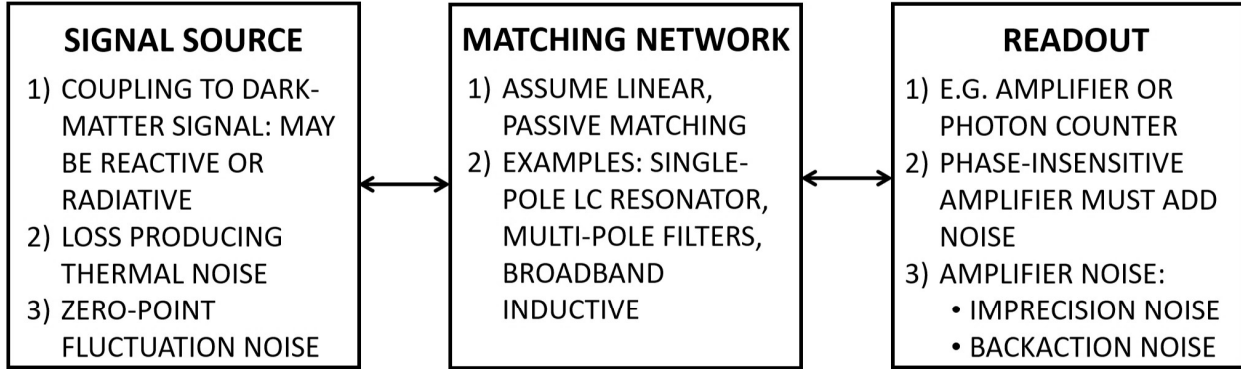 SIGNAL SOURCE
1) COUPLING TO DARK-
MATTER SIGNAL: MAY
BE REACTIVE OR
RADIATIVE
2) LOSS PRODUCING
THERMAL NOISE
3) ZERO-POINT
FLUCTUATION NOISE
MATCHING NETWORK
1) ASSUME LINEAR,
PASSIVE MATCHING
2) EXAMPLES: SINGLE-
POLE LC RESONATOR,
MULTI-POLE FILTERS,
BROADBAND
INDUCTIVE
READOUT
1) E.G. AMPLIFIER OR
PHOTON COUNTER
2) PHASE-INSENSITIVE
AMPLIFIER MUST ADD
NOISE
3) AMPLIFIER NOISE:
• IMPRECISION NOISE
• BACKACTION NOISE